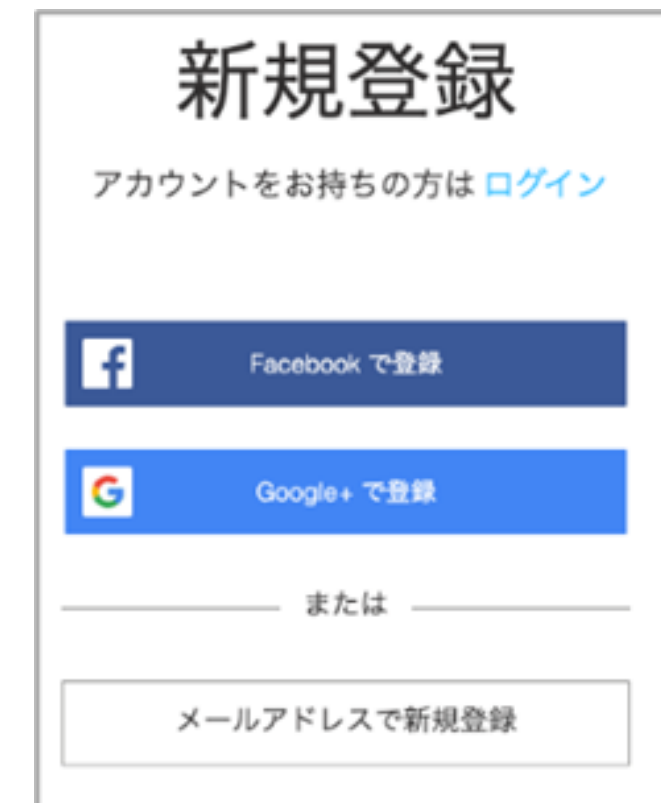 新規登録
アカウントをお持ちの方は ログイン
Facebook で登録
Google+ で登録
または
メールアドレスで新規登録